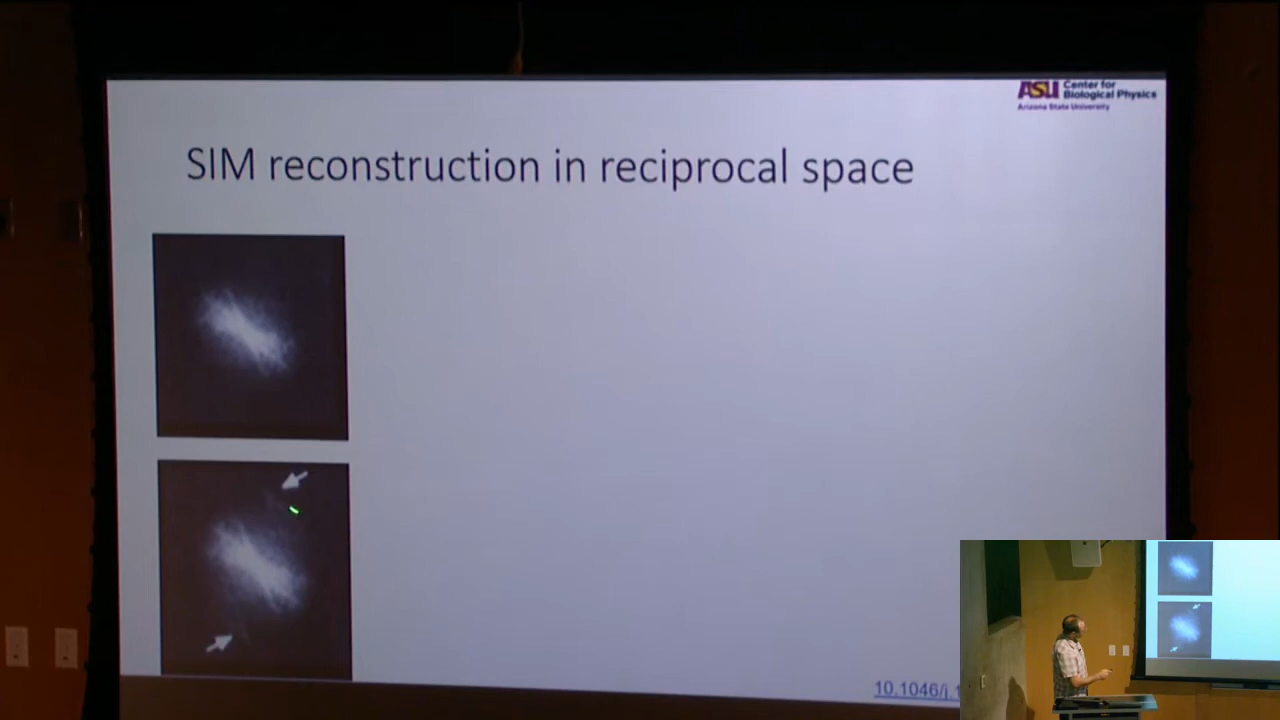 ASU Center for
Biological Physics
Arizona State University
SIM reconstruction in reciprocal space
10.1046/j.